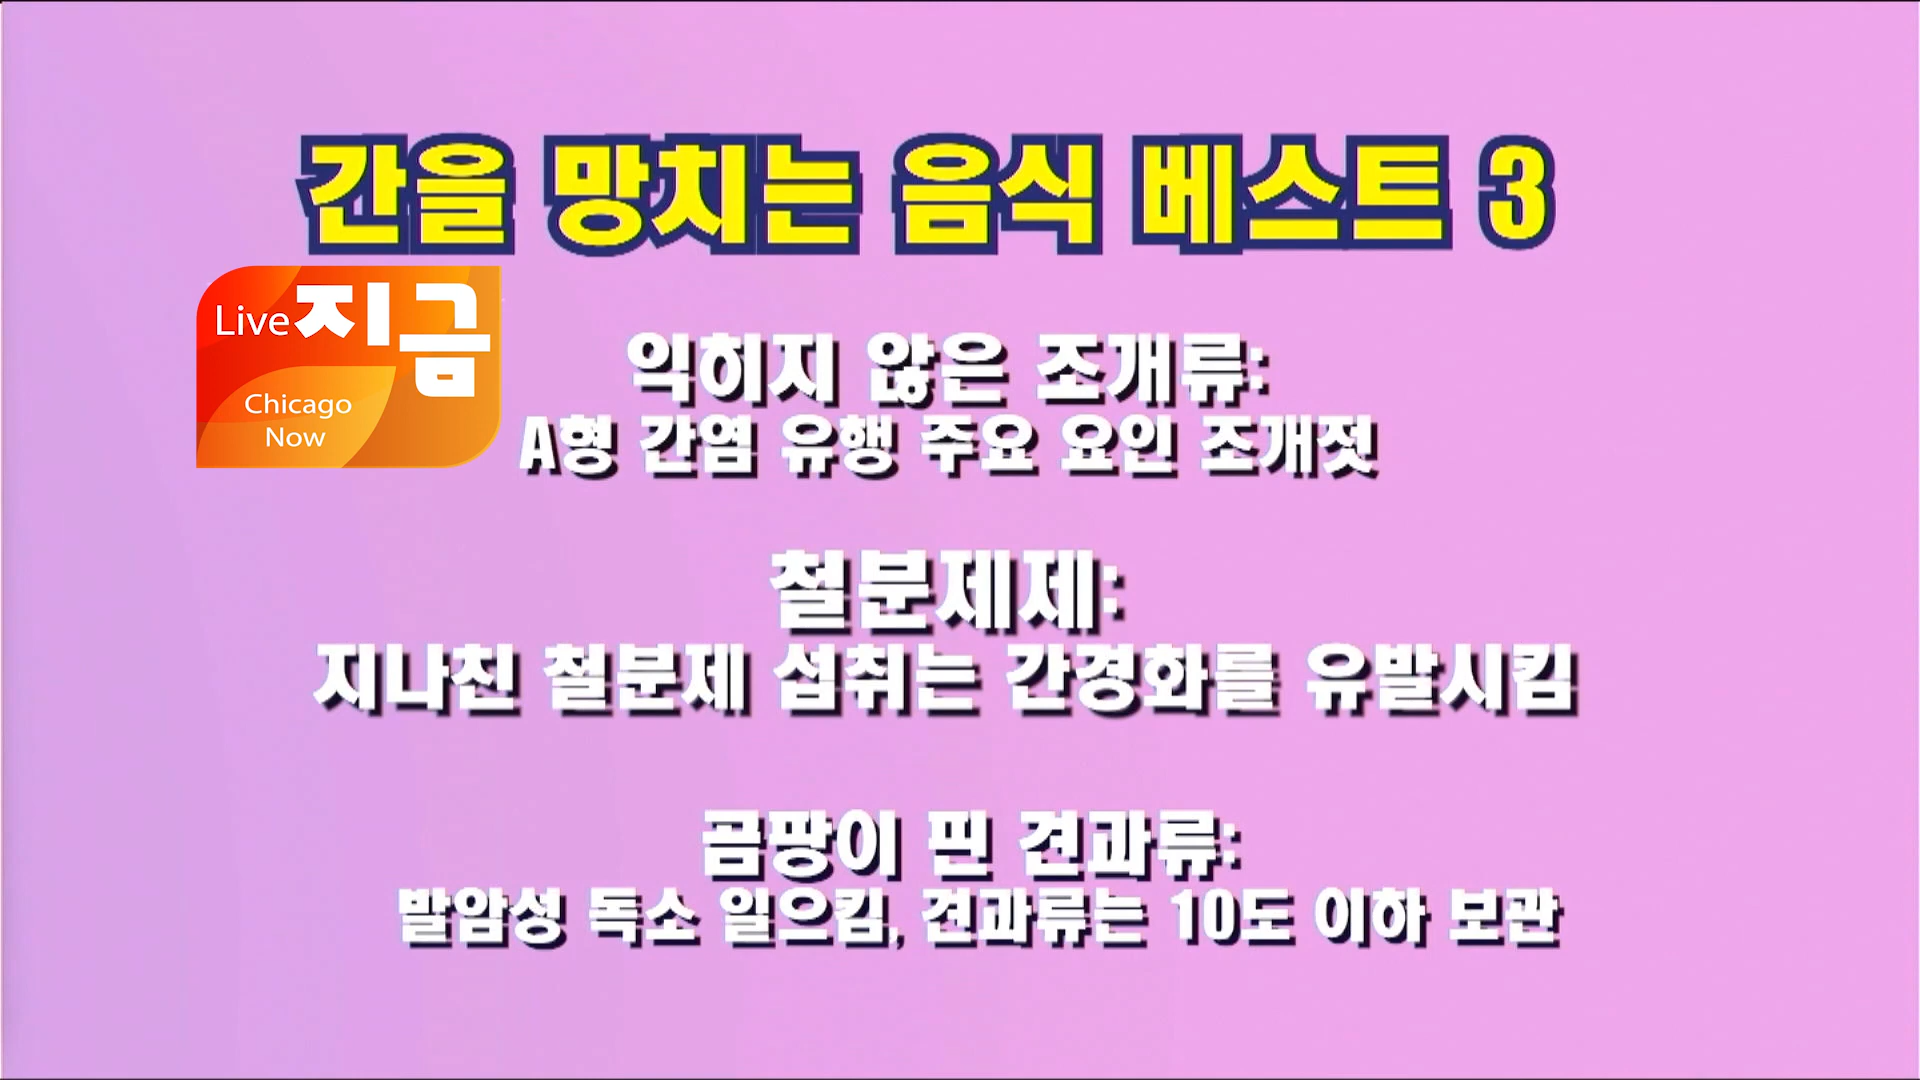 간을 망치는 음식 베스트 3
Live 지금
Chicago
Now
익히지 않은 조개류:
A형 간염 유행 주요 요인 조개젓
철분제제:
지나친 철분제 섭취는 간경화를 유발시킴
곰팡이 핀 견과류:
발암성 독소 일으킴, 견과류는 10도 이하 보관